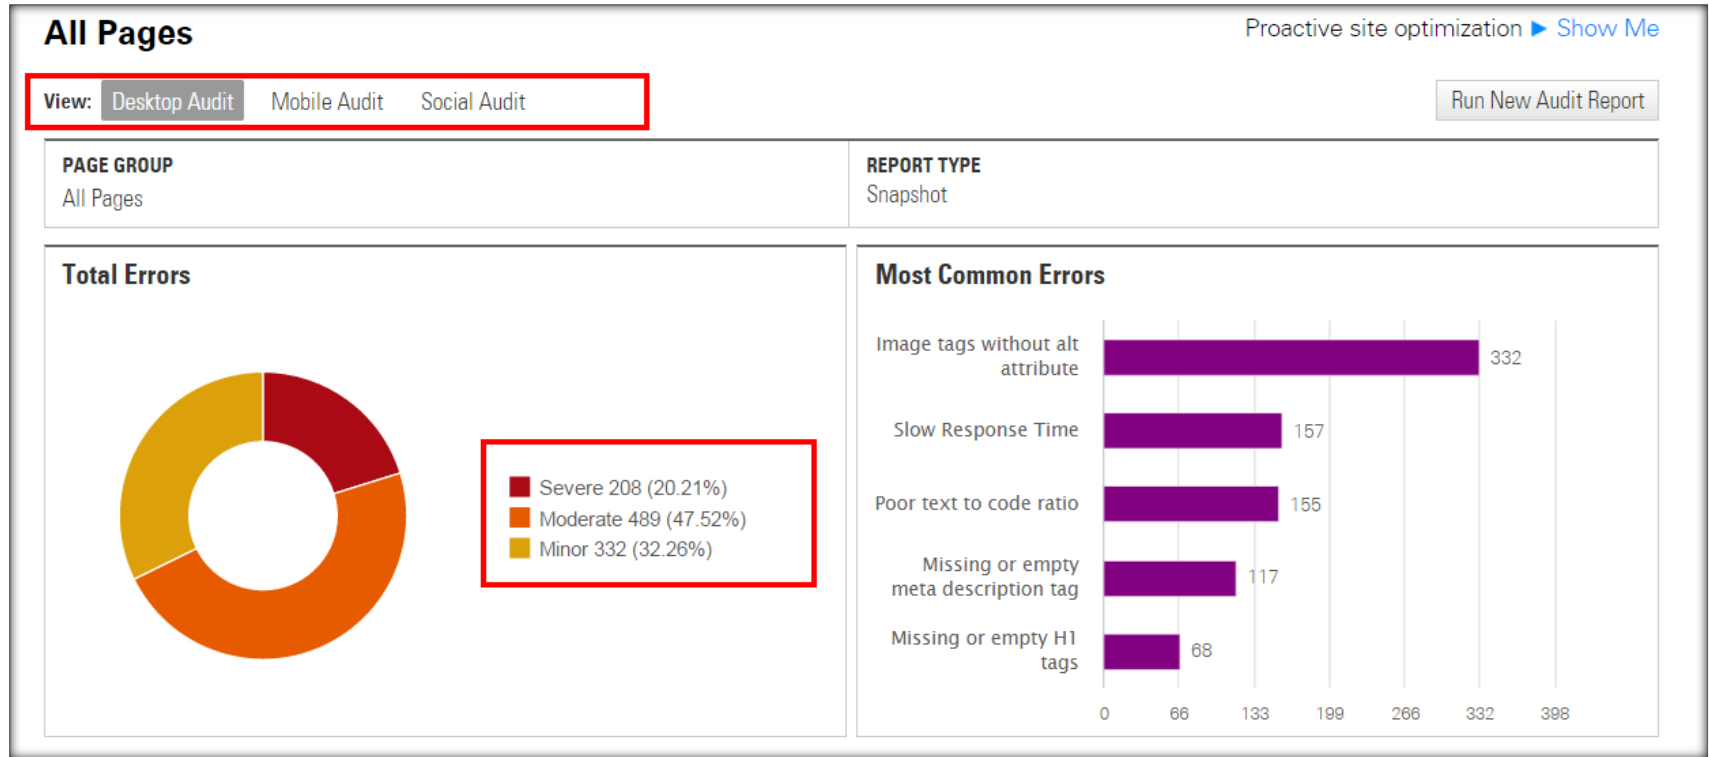 All Pages
Proactive site optimization ▶ Show Me
View: Desktop Audit Mobile Audit Social Audit
Run New Audit Report
PAGE GROUP
All Pages
REPORT TYPE
Snapshot
Total Errors
Severe 208 (20.21%)
Moderate 489 (47.52%)
Minor 332 (32.26%)
Most Common Errors
Image tags without alt
attribute
332
Slow Response Time
157
Poor text to code ratio
155
Missing or empty
meta description tag
117
Missing or empty H1
tags
68
0 66 133 199 266 332 398